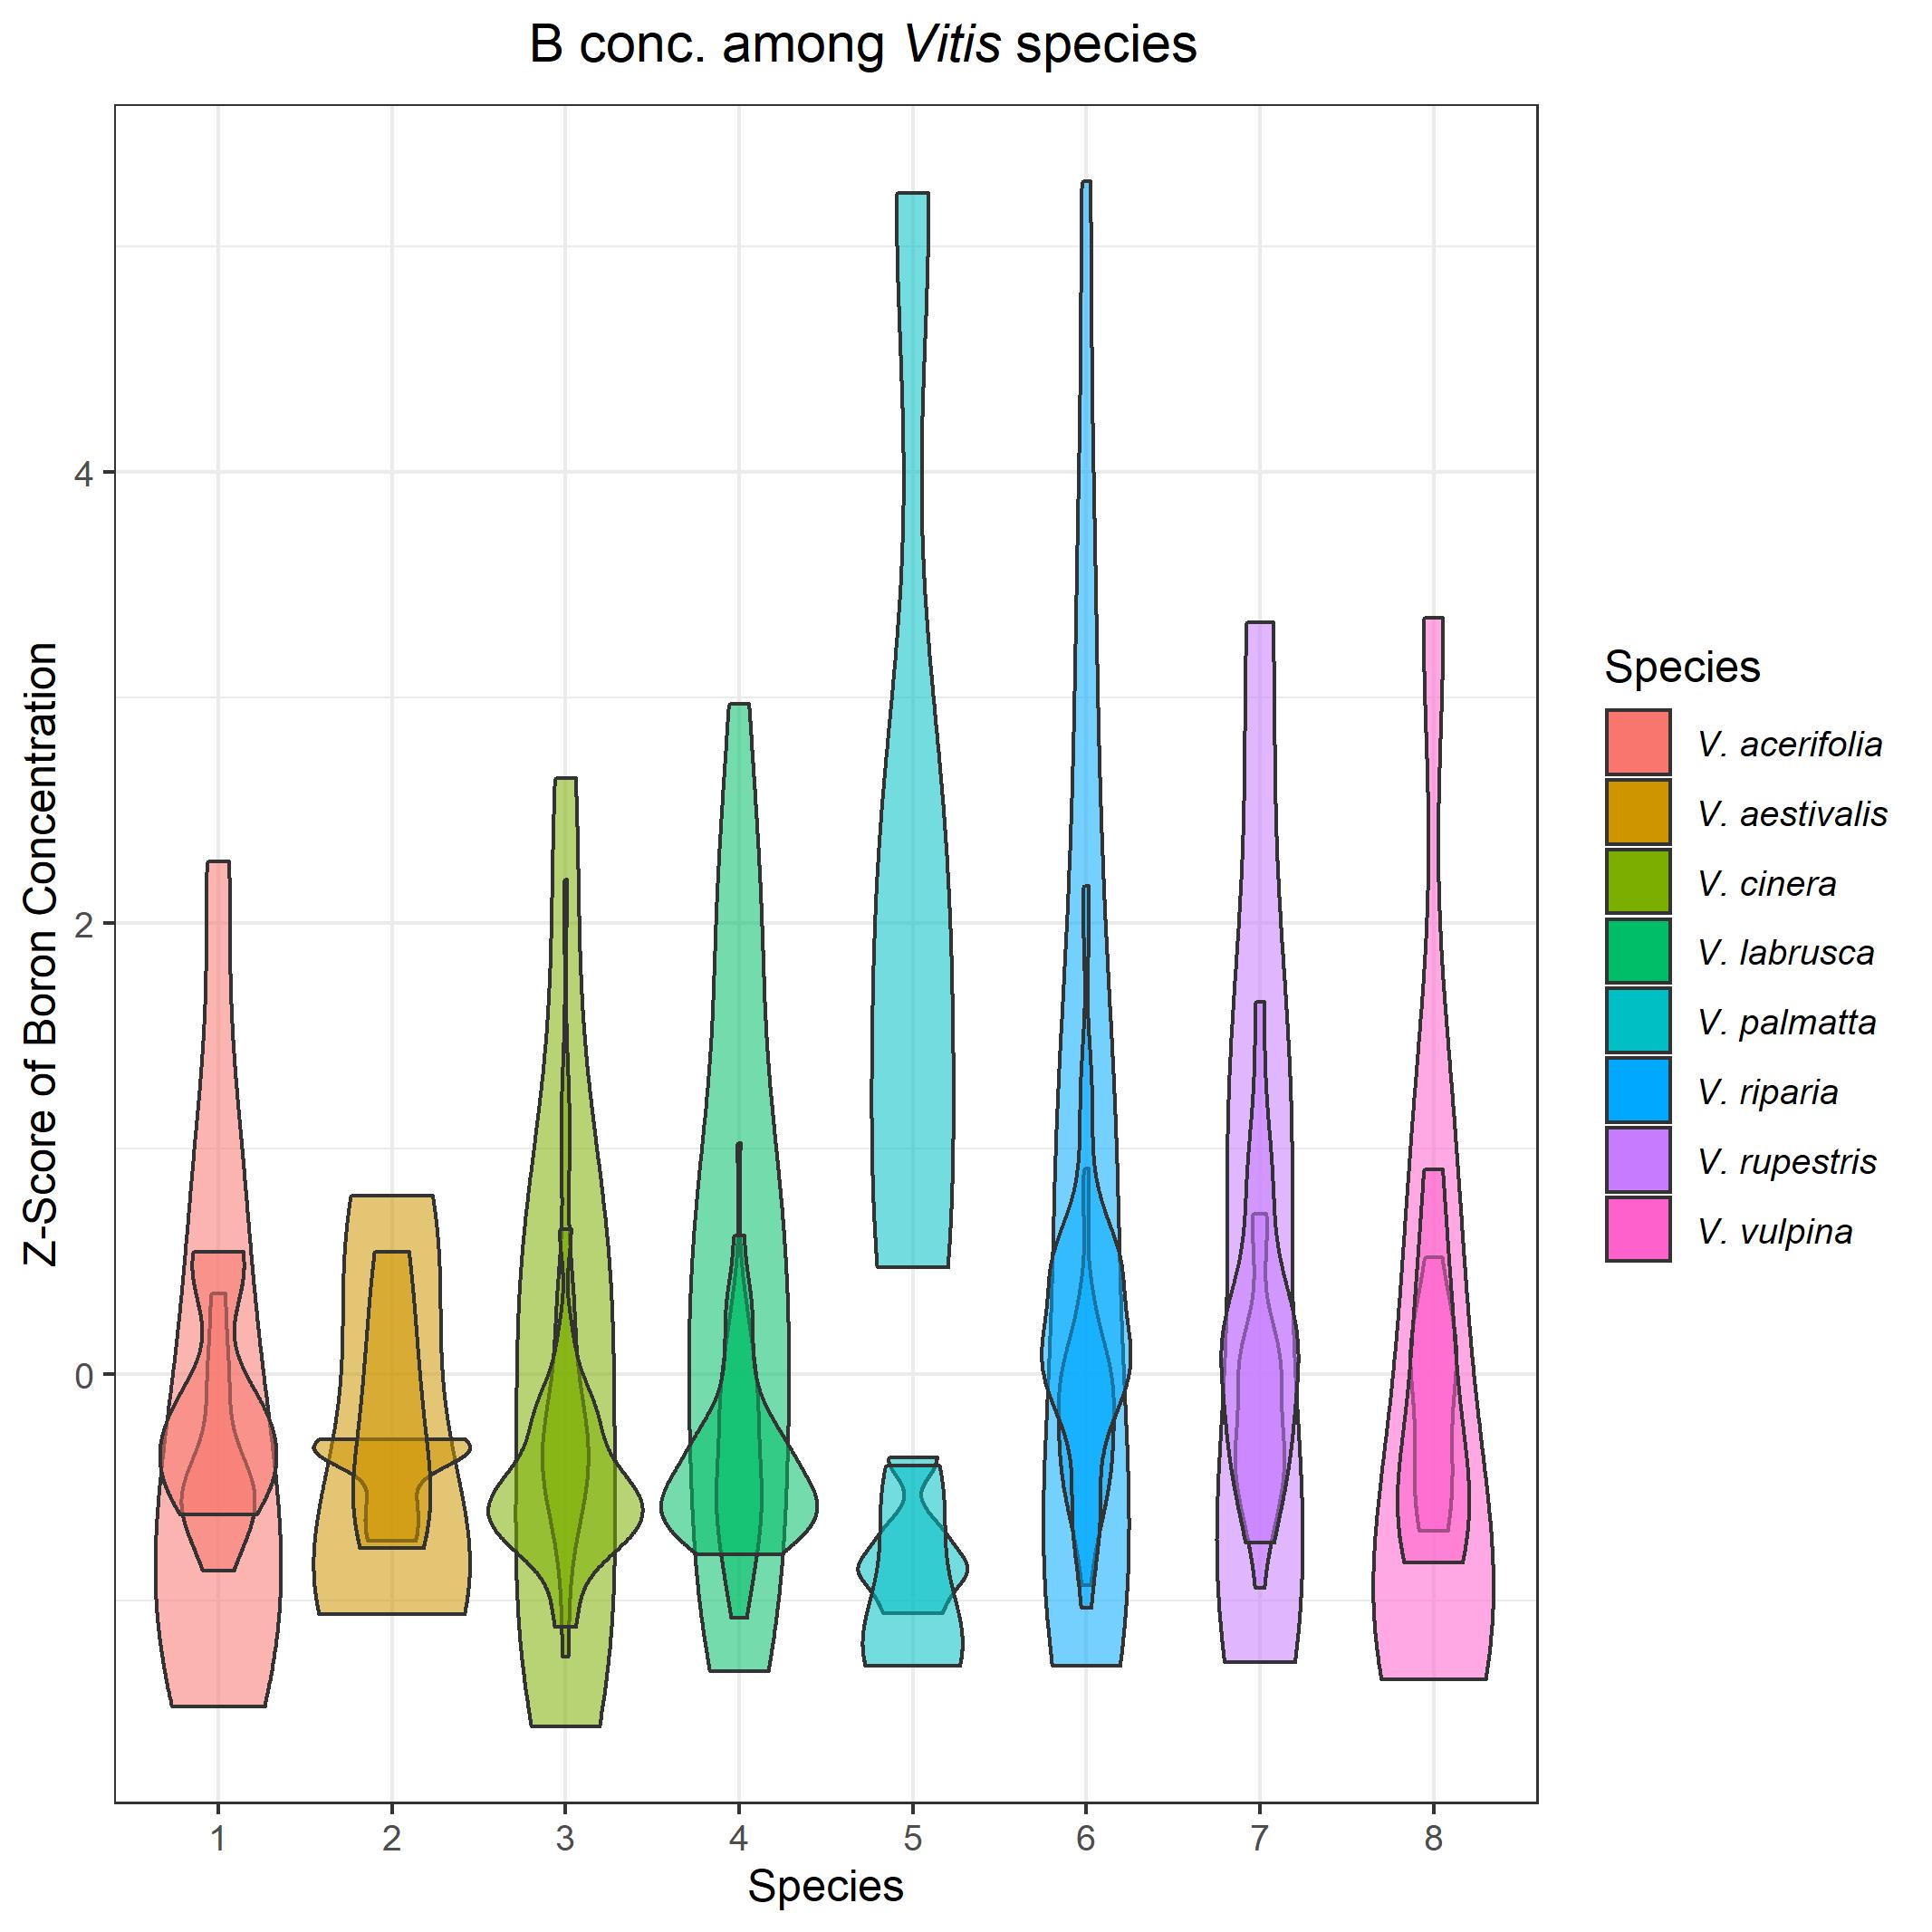 B conc. among Vitis species
Z-Score of Boron Concentration
4
2
0
1 2 3 4 5 6 7 8
Species
Species
V. acerifolia
V. aestivalis
V. cinera
V. labrusca
V. palmatta
V. riparia
V. rupestris
V. vulpina